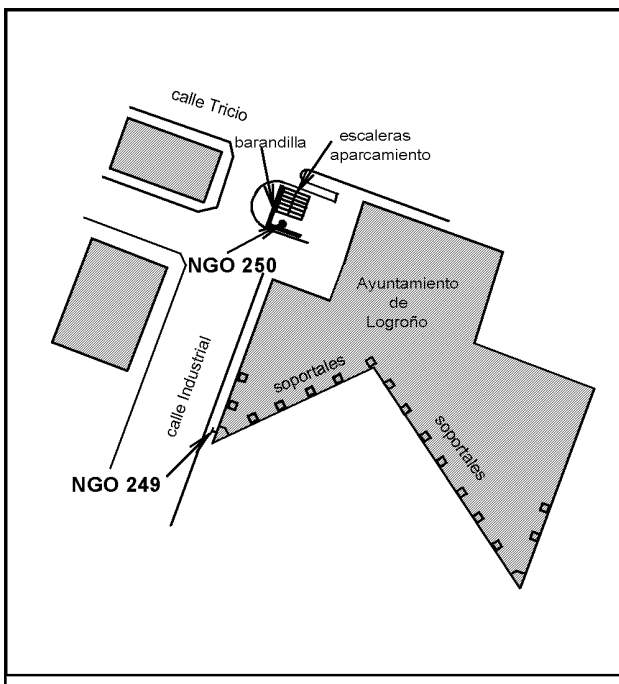 calle Tricio
barandilla
escaleras
aparcamiento
NGO 250
Ayuntamiento
de
Logroño
soportales
calle Industrial
soportales
NGO 249